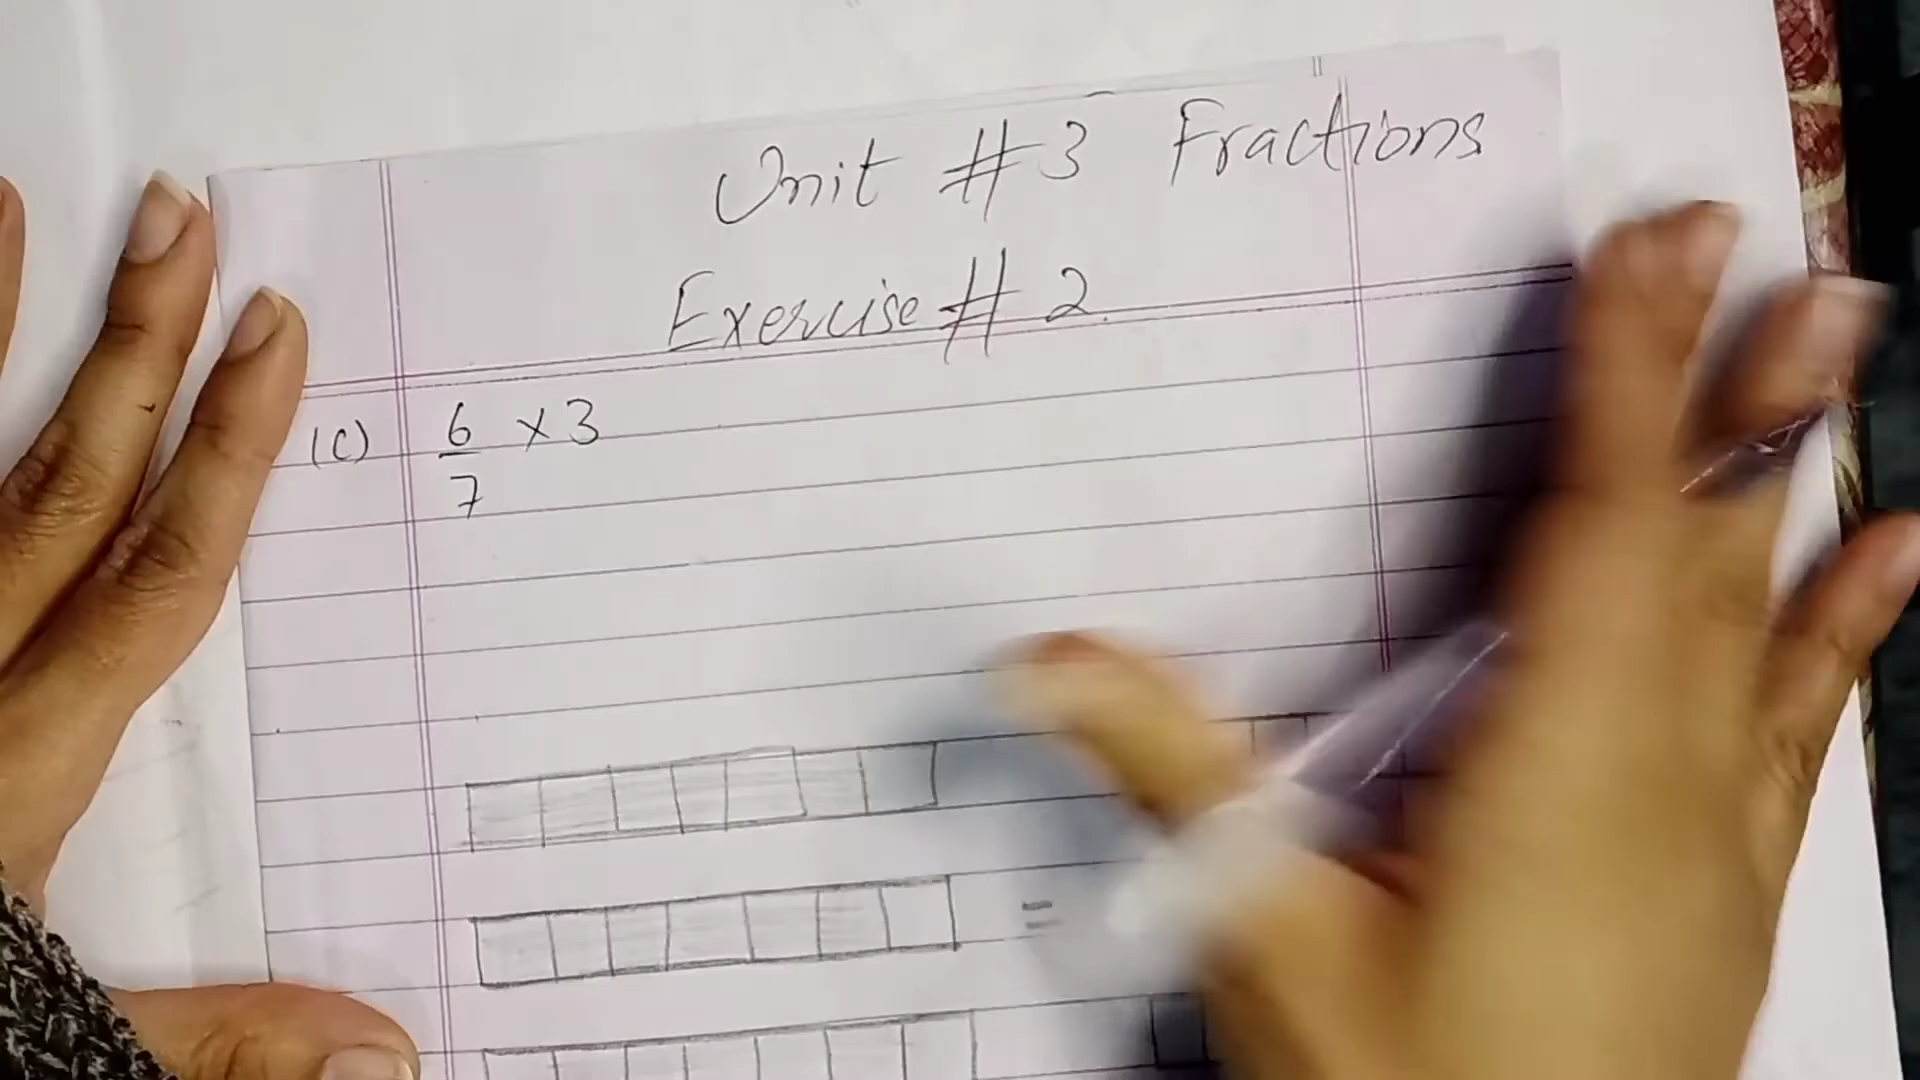 Unit # 3 Fractions
Exercise # 2.
(C) 6/7 x 3
=